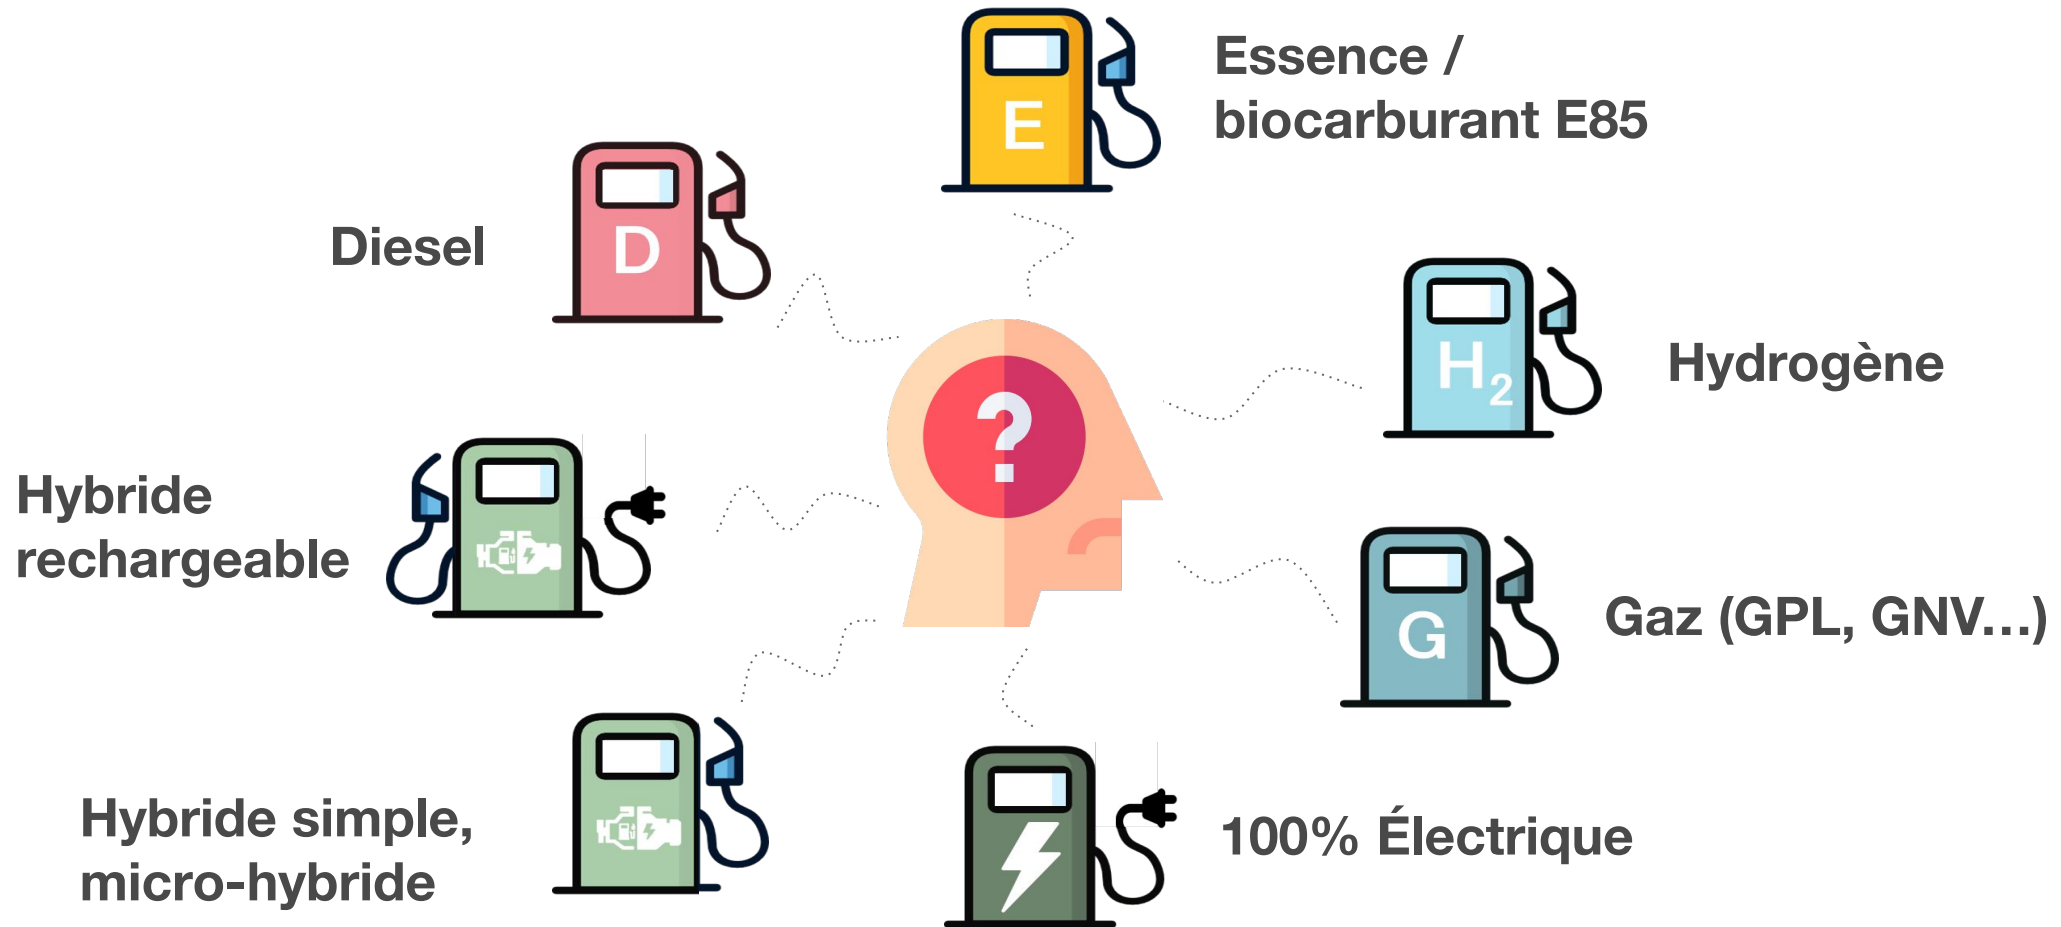 E
Essence /
biocarburant E85
D
Diesel
H2
Hydrogène
?
Hybride
rechargeable
G
Gaz (GPL, GNV…)
Hybride simple,
micro-hybride
100% Électrique